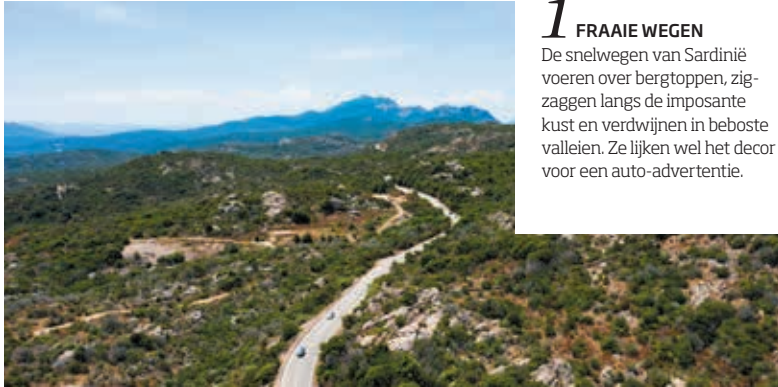 1 FRAAIE WEGEN
De snelwegen van Sardinië
voeren over bergtoppen, zig-
zaggen langs de imposante
kust en verdwijnen in beboste
valleien. Ze lijken wel het decor
voor een auto-advertentie.